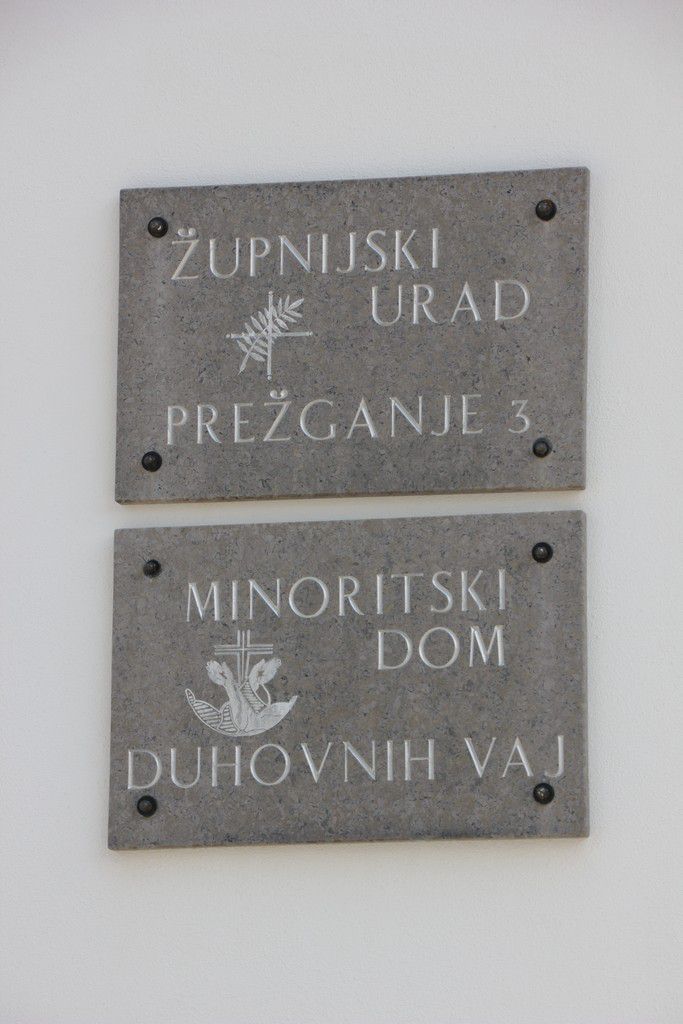 ŽUPNIJSKI
URAD
PREŽGANJE 3
MINORITSKI
DOM
DUHOVNIH VAJ